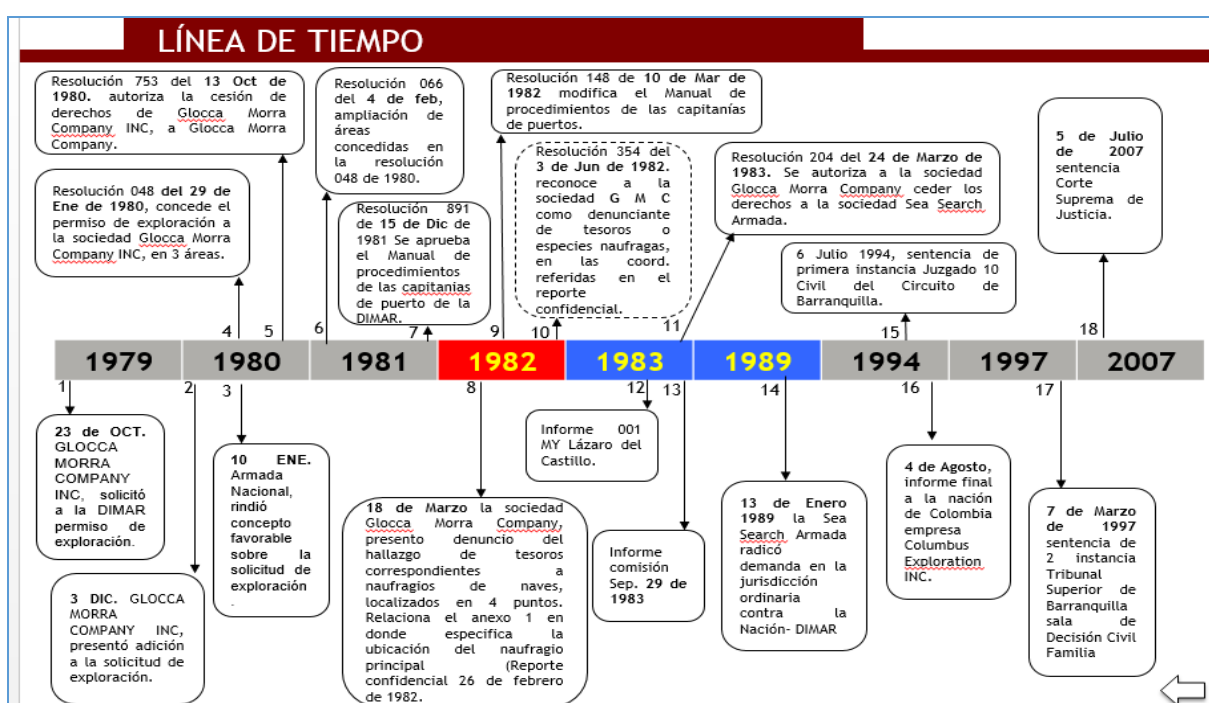 LÍNEA DE TIEMPO
Resolución 753 del 13 Oct de
1980. autoriza la cesión de
derechos de Glocca Morra
Company INC, a Glocca Morra
Company.
Resolución 048 del 29 de
Ene de 1980, concede el
permiso de exploración a
la sociedad Glocca Morra
Company INC, en 3 áreas.
Resolución 066
del 4 de feb,
ampliación de
áreas
concedidas en
la resolución
048 de 1980.
Resolución 891
de 15 de Dic de
1981 Se aprueba
el Manual de
procedimientos
de las capitanías
de puerto de la
DIMAR.
Resolución 148 de 10 de Mar de
1982 modifica el Manual de
procedimientos de las capitanías
de puertos.
Resolución 354 del
3 de Jun de 1982.
reconoce a la
sociedad G M C
como denunciante
de tesoros o
especies naufragas,
en las coord.
referidas en el
reporte
confidencial.
Resolución 204 del 24 de Marzo de
1983. Se autoriza a la sociedad
Glocca Morra Company ceder los
derechos a la sociedad Sea Search
Armada.
6 Julio 1994, sentencia de
primera instancia Juzgado 10
Civil del Circuito de
Barranquilla.
5 de Julio
de 2007
sentencia
Corte
Suprema de
Justicia.
4 5 6 7 9 10 11 15 18
1979 1980 1981 1982 1983 1989 1994 1997 2007
1 2 3 8 12 13 14 16 17
23 de OCT.
GLOCCA
MORRA
COMPANY
INC, solicitó
a la DIMAR
permiso de
exploración.
3 DIC. GLOCCA
MORRA
COMPANY INC,
presentó adición
a la solicitud de
exploración.
10 ENE.
Armada
Nacional,
rindió
concepto
favorable
sobre la
solicitud de
exploración
.
18 de Marzo la sociedad
Glocca Morra Company,
presento denuncio del
hallazgo de tesoros
correspondientes a
naufragios de naves,
localizados en 4 puntos.
Relaciona el anexo 1 en
donde especifica la
ubicación del naufragio
principal (Reporte
confidencial 26 de febrero
de 1982.
Informe 001
MY Lázaro del
Castillo.
Informe
comisión
Sep. 29 de
1983
13 de Enero
1989 la Sea
Search Armada
radicó
demanda en la
jurisdicción
ordinaria
contra la
Nación- DIMAR
4 de Agosto,
informe final
a la nación
de Colombia
empresa
Columbus
Exploration
INC.
7 de Marzo
de 1997
sentencia de
2 instancia
Tribunal
Superior de
Barranquilla
sala de
Decisión Civil
Familia